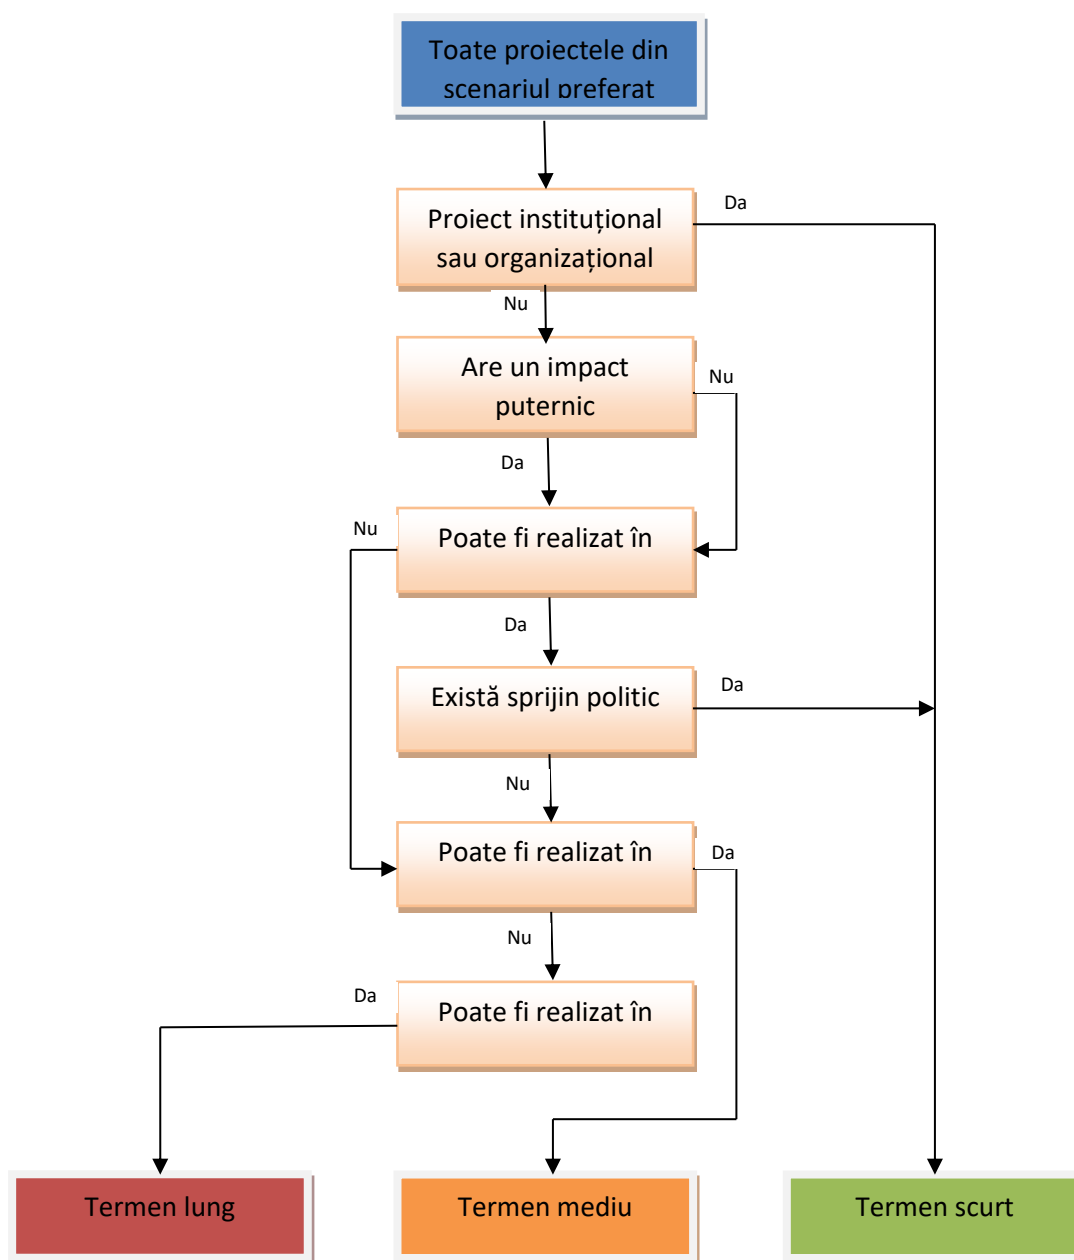 Toate proiectele din
scenariul preferat
Da
Proiect instituțional
sau organizațional
Nu
Are un impact
puternic
Nu
Da
Nu
Poate fi realizat în
Da
Există sprijin politic
Da
Nu
Poate fi realizat în
Da
Nu
Da
Poate fi realizat în
Termen lung
Termen mediu
Termen scurt